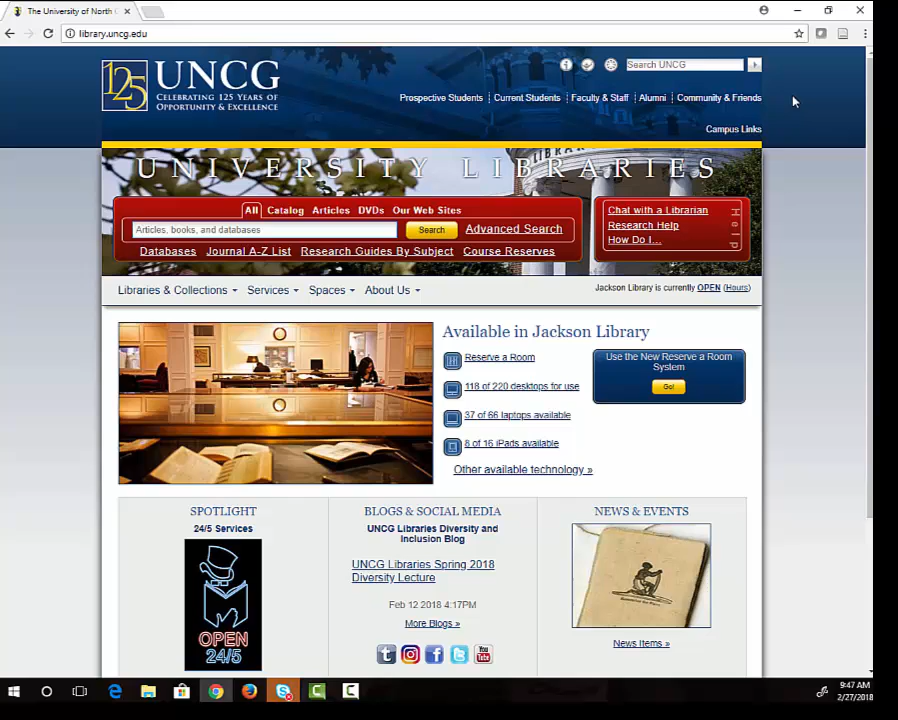 The University of North C
library.uncg.edu
125
UNCG
CELEBRATING 125 YEARS OF
OPPORTUNITY & EXCELLENCE
Search UNCG
Prospective Students Current Students Faculty & Staff Alumni Community & Friends
Campus Links
LIBRARY
UNIVERSITY LIBRARIES
All Catalog Articles DVDs Our Web Sites
Articles, books, and databases Search Advanced Search
Databases Journal A-Z List Research Guides By Subject Course Reserves
Chat with a Librarian
Research Help
How Do I...
Help
Libraries & Collections Services Spaces About Us
Jackson Library is currently OPEN (Hours)
Available in Jackson Library
Reserve a Room
118 of 220 desktops for use
37 of 66 laptops available
8 of 16 iPads available
Other available technology »
Use the New Reserve a Room
System
Go!
SPOTLIGHT
24/5 Services
OPEN
24/5
BLOGS & SOCIAL MEDIA
UNCG Libraries Diversity and
Inclusion Blog
UNCG Libraries Spring 2018
Diversity Lecture
Feb 12 2018 4:17PM
More Blogs »
You
Tube
NEWS & EVENTS
News Items »
9:47 AM
2/27/2018